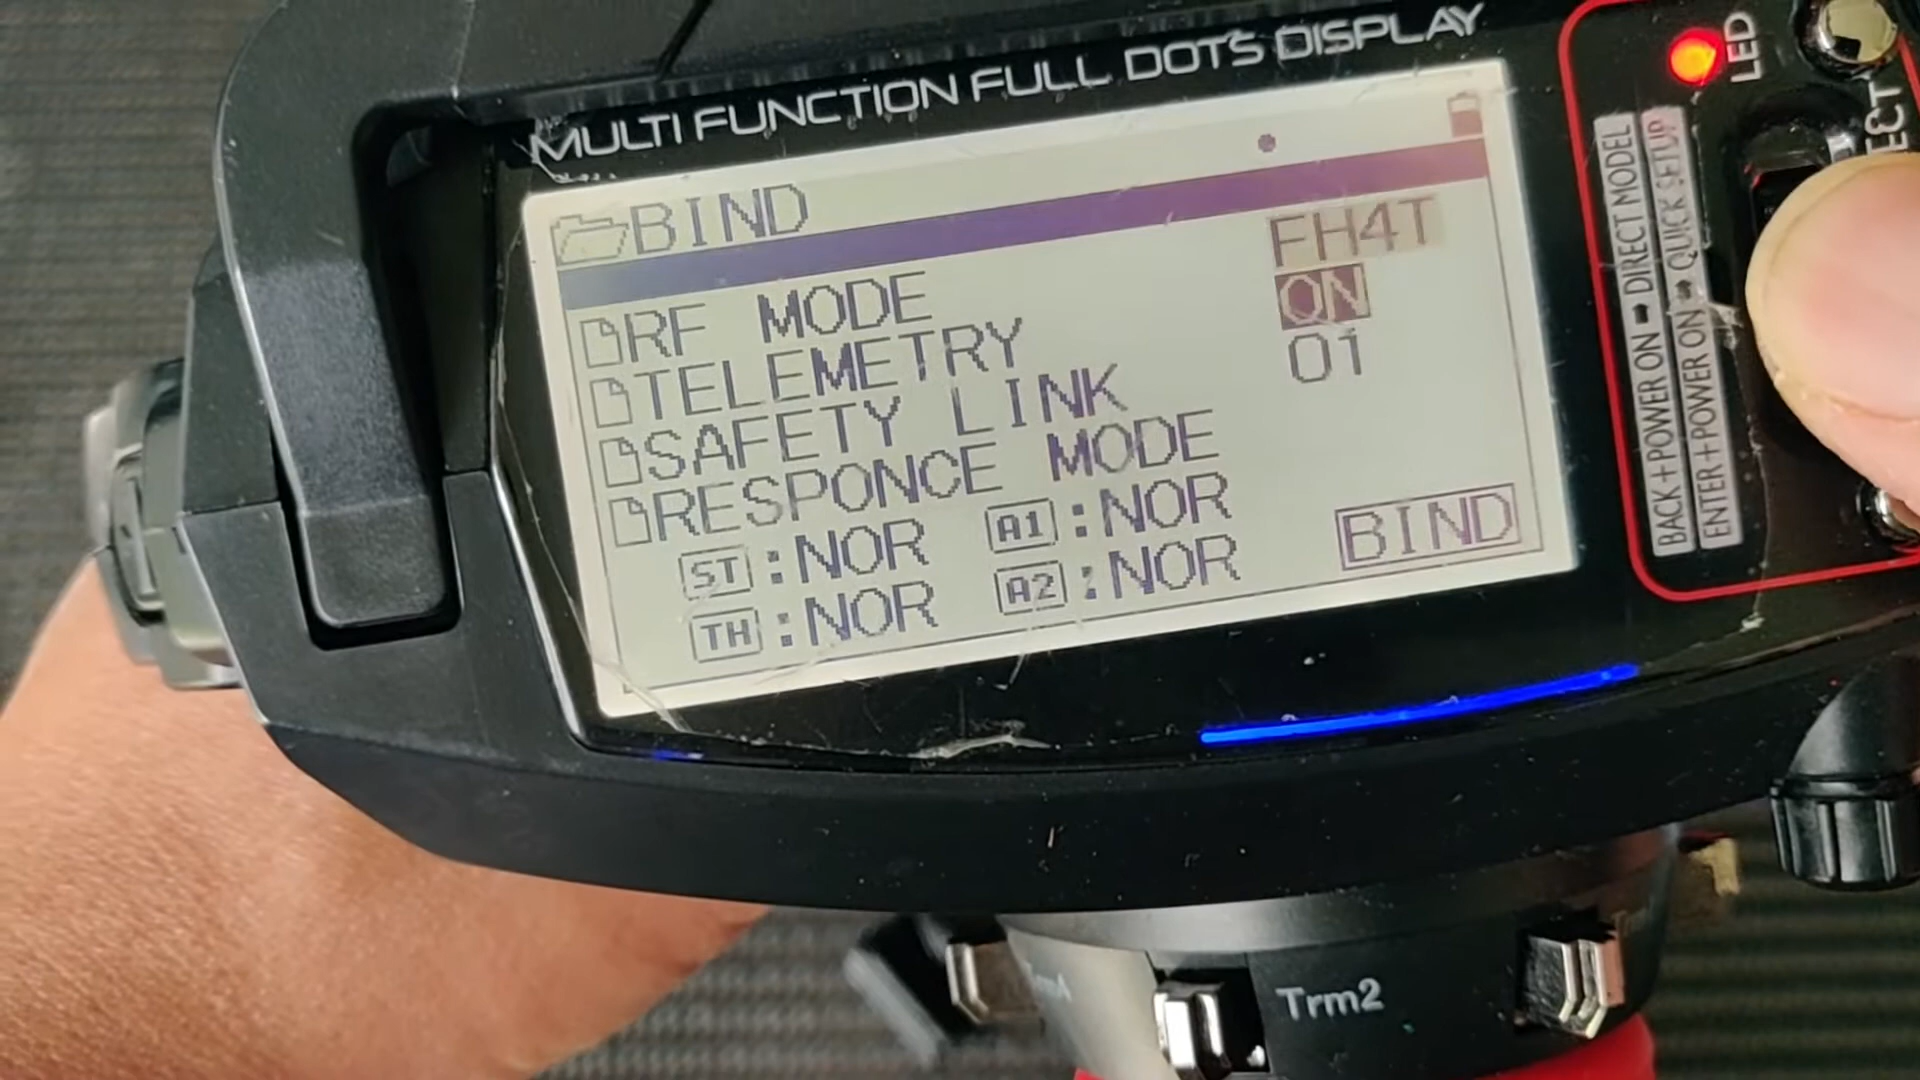 MULTI FUNCTION FULL DOTS DISPLAY
LED
BIND
RF MODE FH4T
TELEMETRY ON
SAFETY LINK 01
RESPONCE MODE
ST:NOR A1:NOR
TH:NOR A2:NOR
BIND
BACK+POWER ON ➡ DIRECT MODEL
ENTER+POWER ON ➡ QUICK SETUP
Trm2